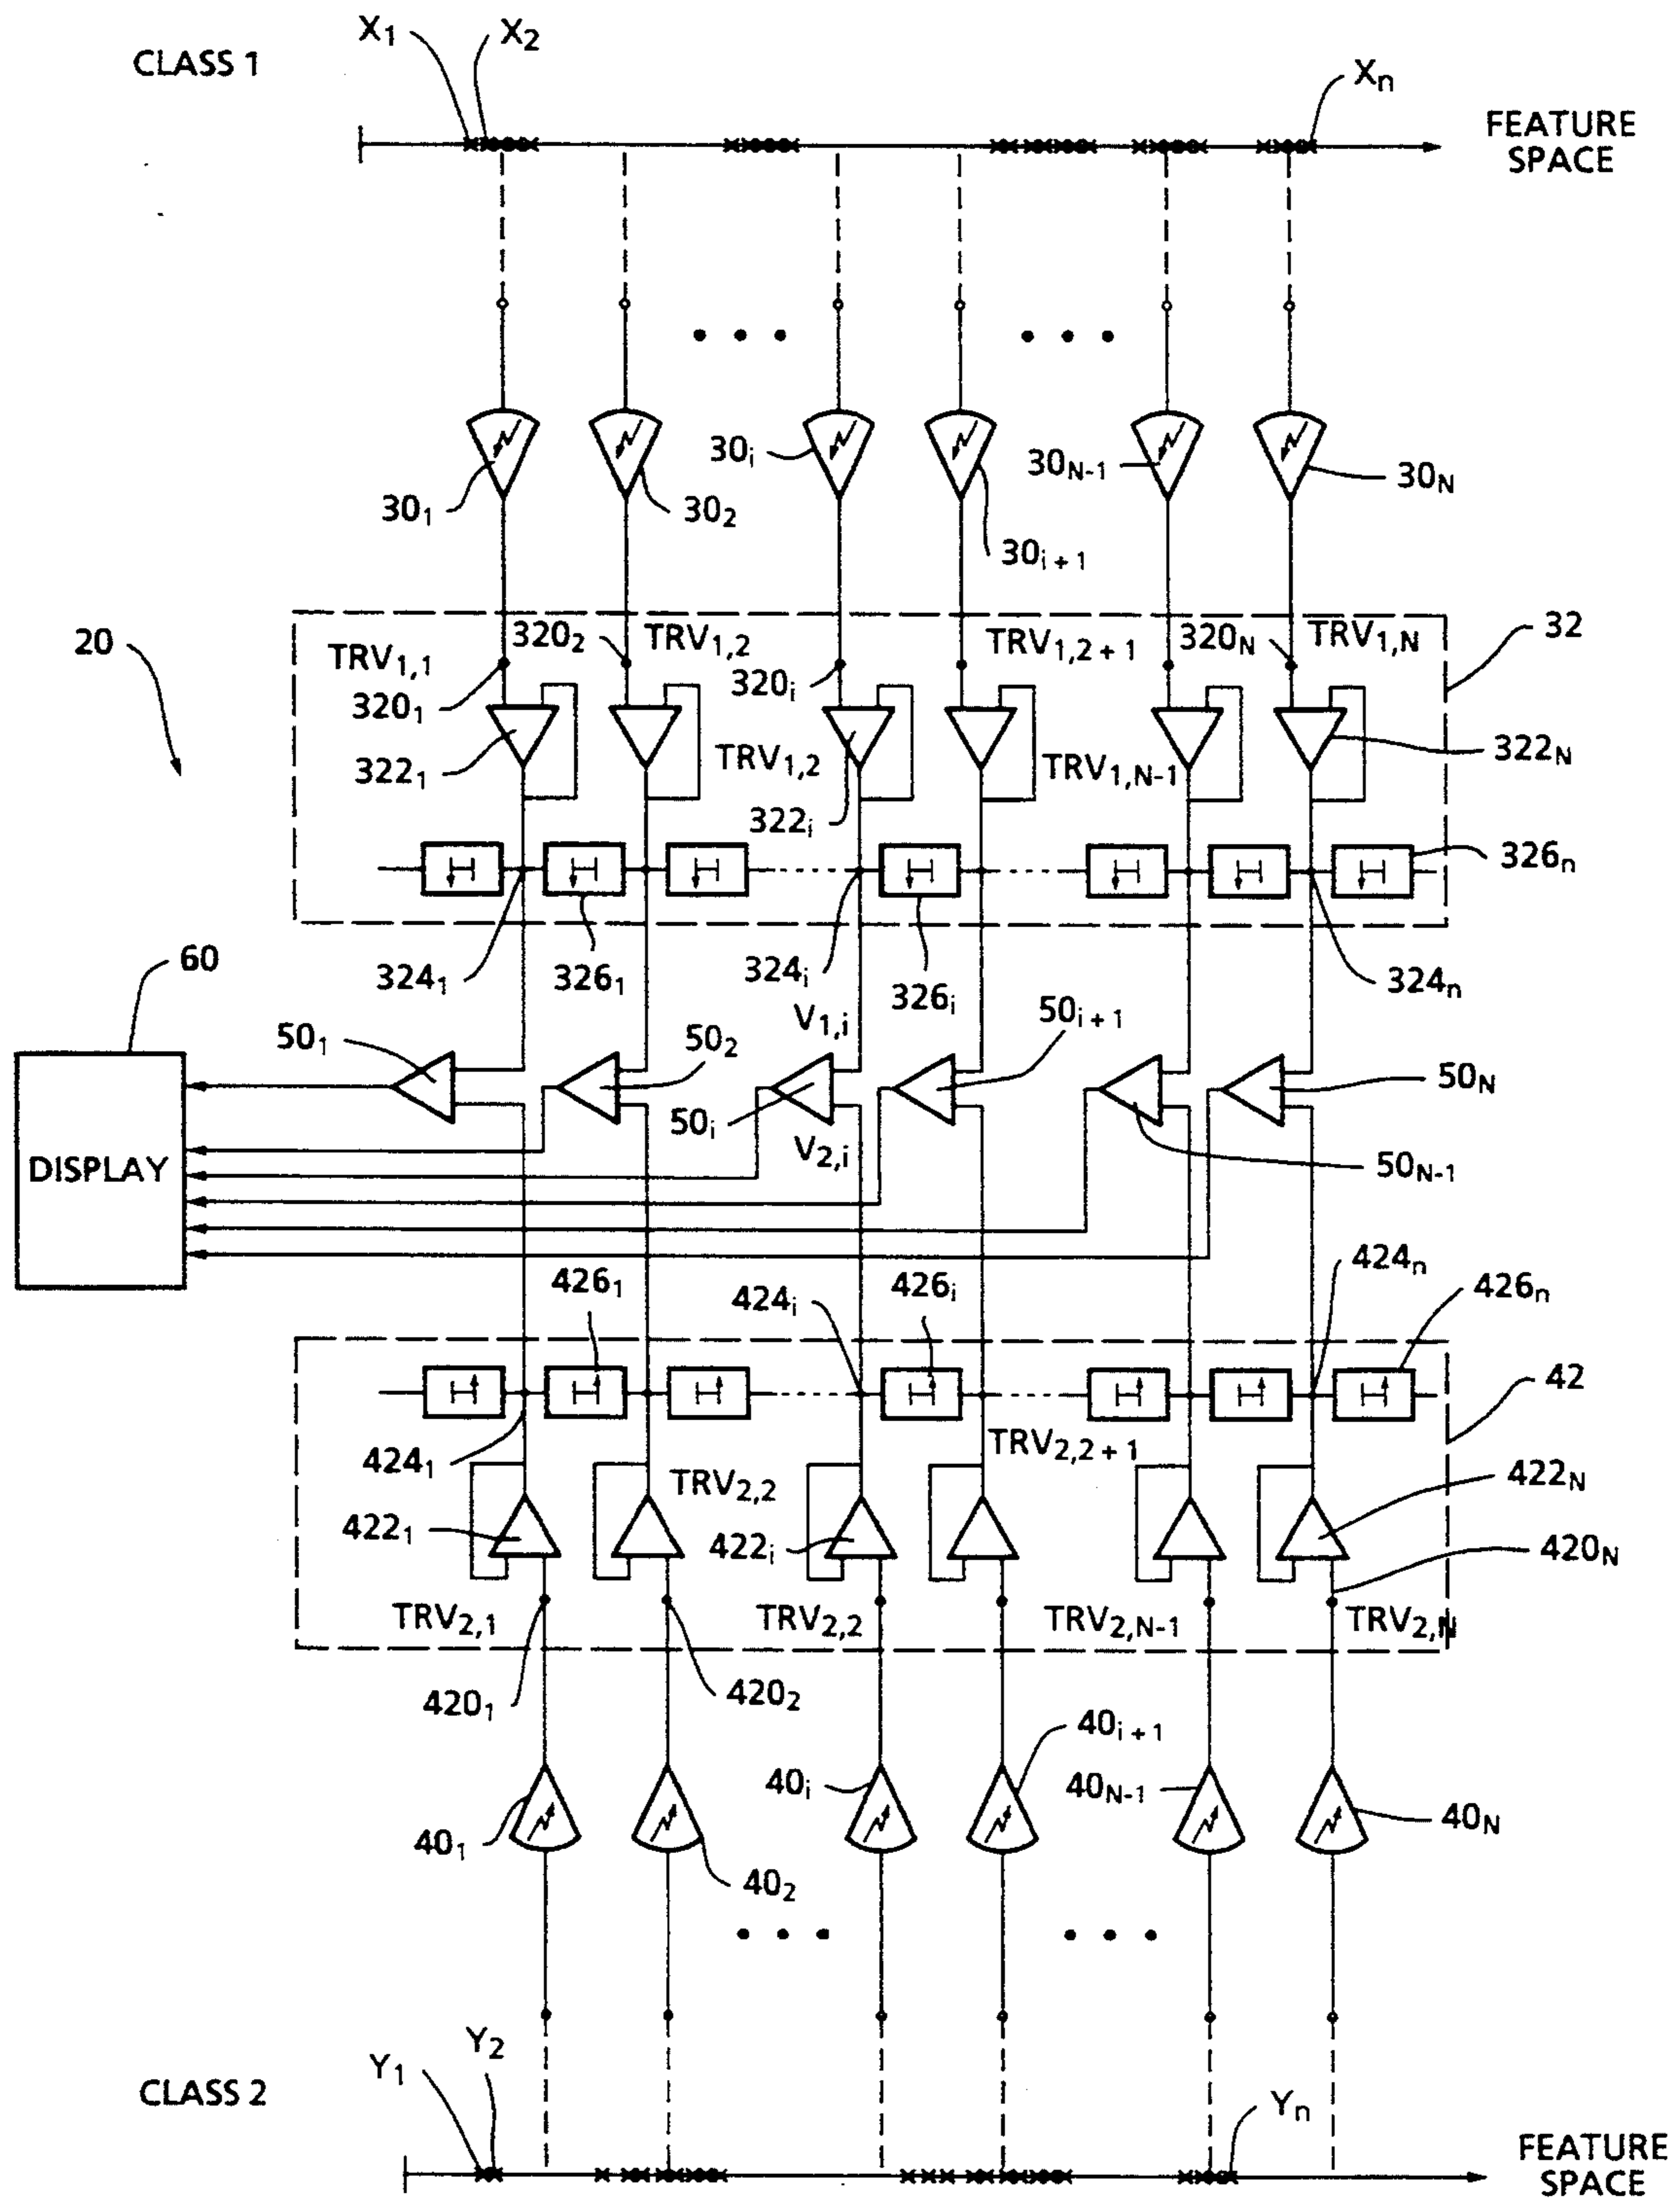 X1 X2
CLASS 1
Xn
FEATURE
SPACE
30i
30N-1
30N
301
302
30i+1
20
32
TRV1,1
3202
TRV1,2
TRV1,2+1
320N
TRV1,N
3201
320i
3221
TRV1,2
TRV1,N-1
322N
322i
326n
60
3241
3261
324i
326i
324n
V1,i
501
502
50i+1
50N
50i
V2,i
50N-1
DISPLAY
4261
424i
426i
424n
426n
42
4241
TRV2,2+1
TRV2,2
422N
4221
422i
420N
TRV2,1
TRV2,2
TRV2,N-1
TRV2,N
4201
4202
40i+1
40i
40N-1
40N
401
402
Y2
Y1
CLASS 2
Yn
FEATURE
SPACE